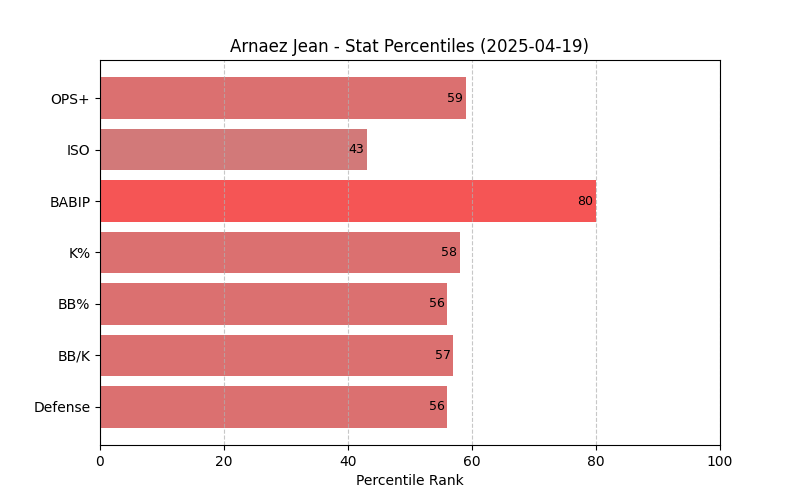 Arnaez Jean - Stat Percentiles (2025-04-19)
OPS+ 59
ISO 43
BABIP 80
K% 58
BB% 56
BB/K 57
Defense 56
0 20 40 60 80 100
Percentile Rank